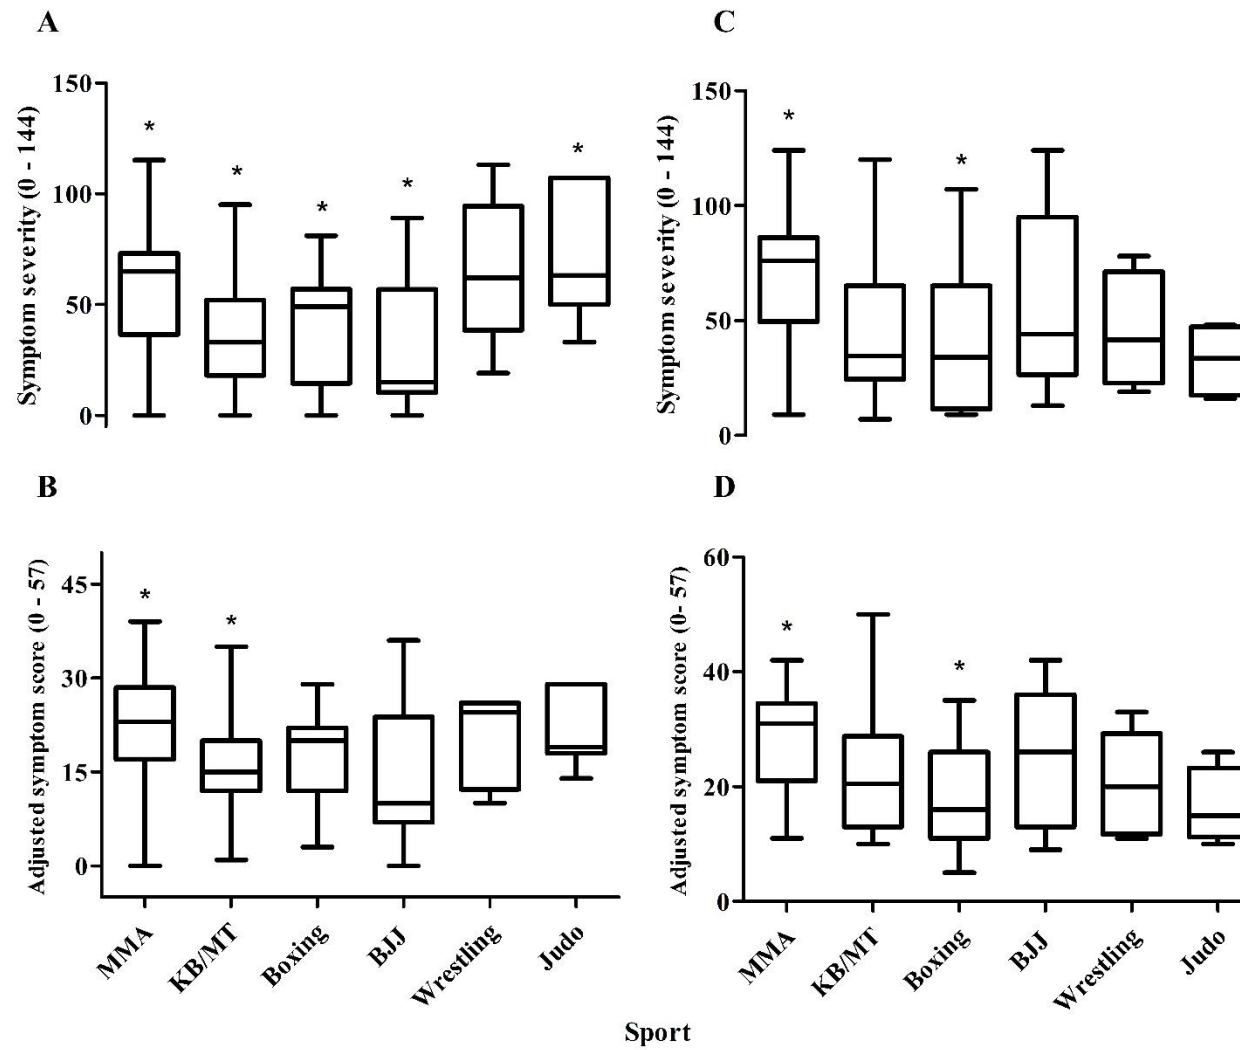 A
Symptom severity (0 - 144)
150
100
50
0
*
*
*
*
*
C
Symptom severity (0 - 144)
150
100
50
0
*
*
B
Adjusted symptom score (0 - 57)
45
30
15
0
*
*
MMA
KB/MT
Boxing
BJJ
Wrestling
Judo
D
Adjusted symptom score (0- 57)
60
40
20
0
*
*
MMA
KB/MT
Boxing
BJJ
Wrestling
Judo
Sport